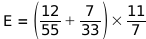 E = (12/55 + 7/33) × 11/7